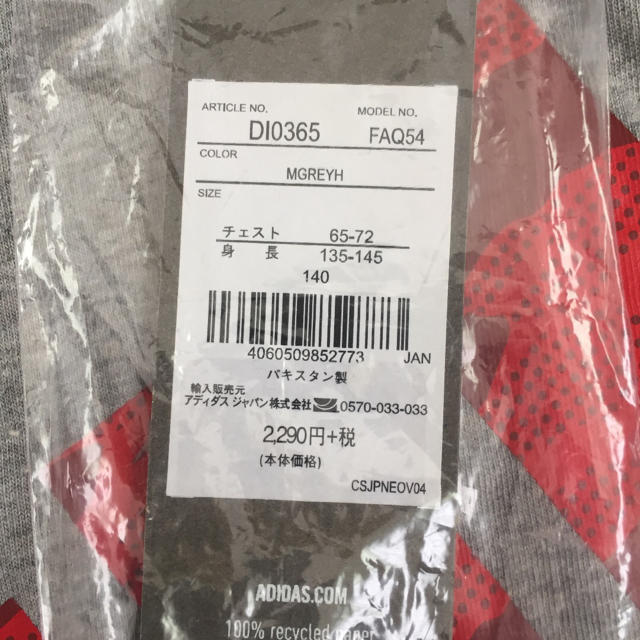 ARTICLE NO. MODEL NO.
DI0365 FAQ54
COLOR
MGREYH
SIZE
チェスト 65-72
身 長 135-145
140
4060509852773 JAN
パキスタン製
輸入販売元
アディダス ジャパン株式会社 0570-033-033
2,290円+税
(本体価格)
CSJPNEOV04
ADIDAS.COM
100% recycled paper